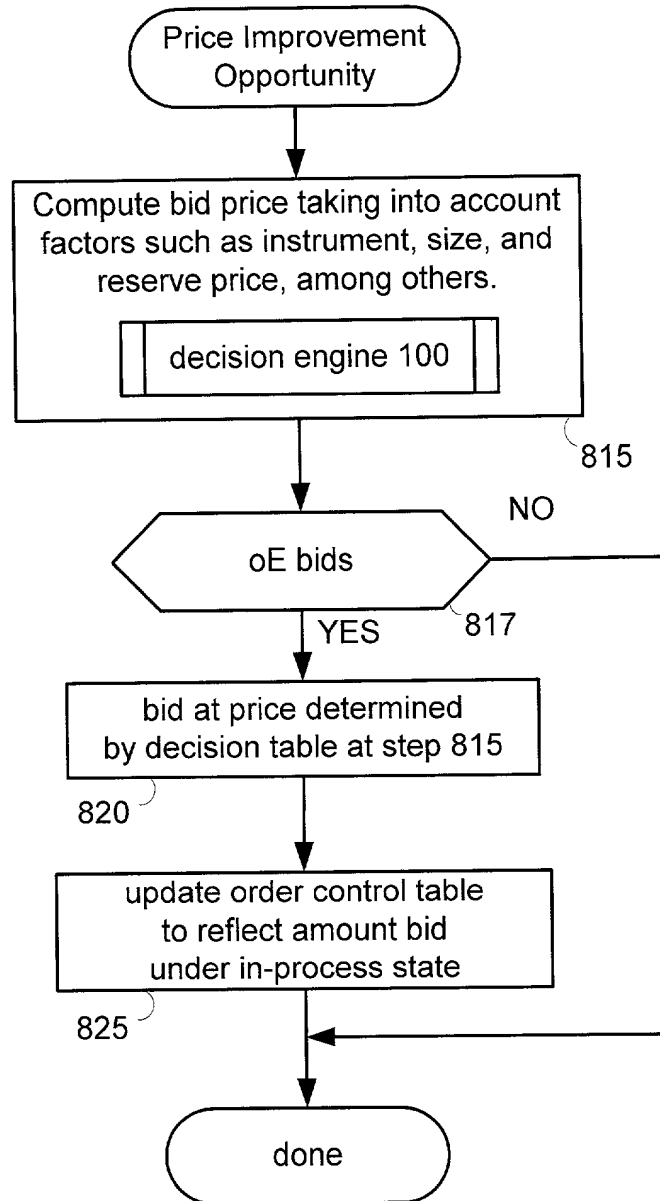 Price Improvement
Opportunity
Compute bid price taking into account
factors such as instrument, size, and
reserve price, among others.
decision engine 100
815
NO
oE bids
817
YES
bid at price determined
by decision table at step 815
820
update order control table
to reflect amount bid
under in-process state
825
done